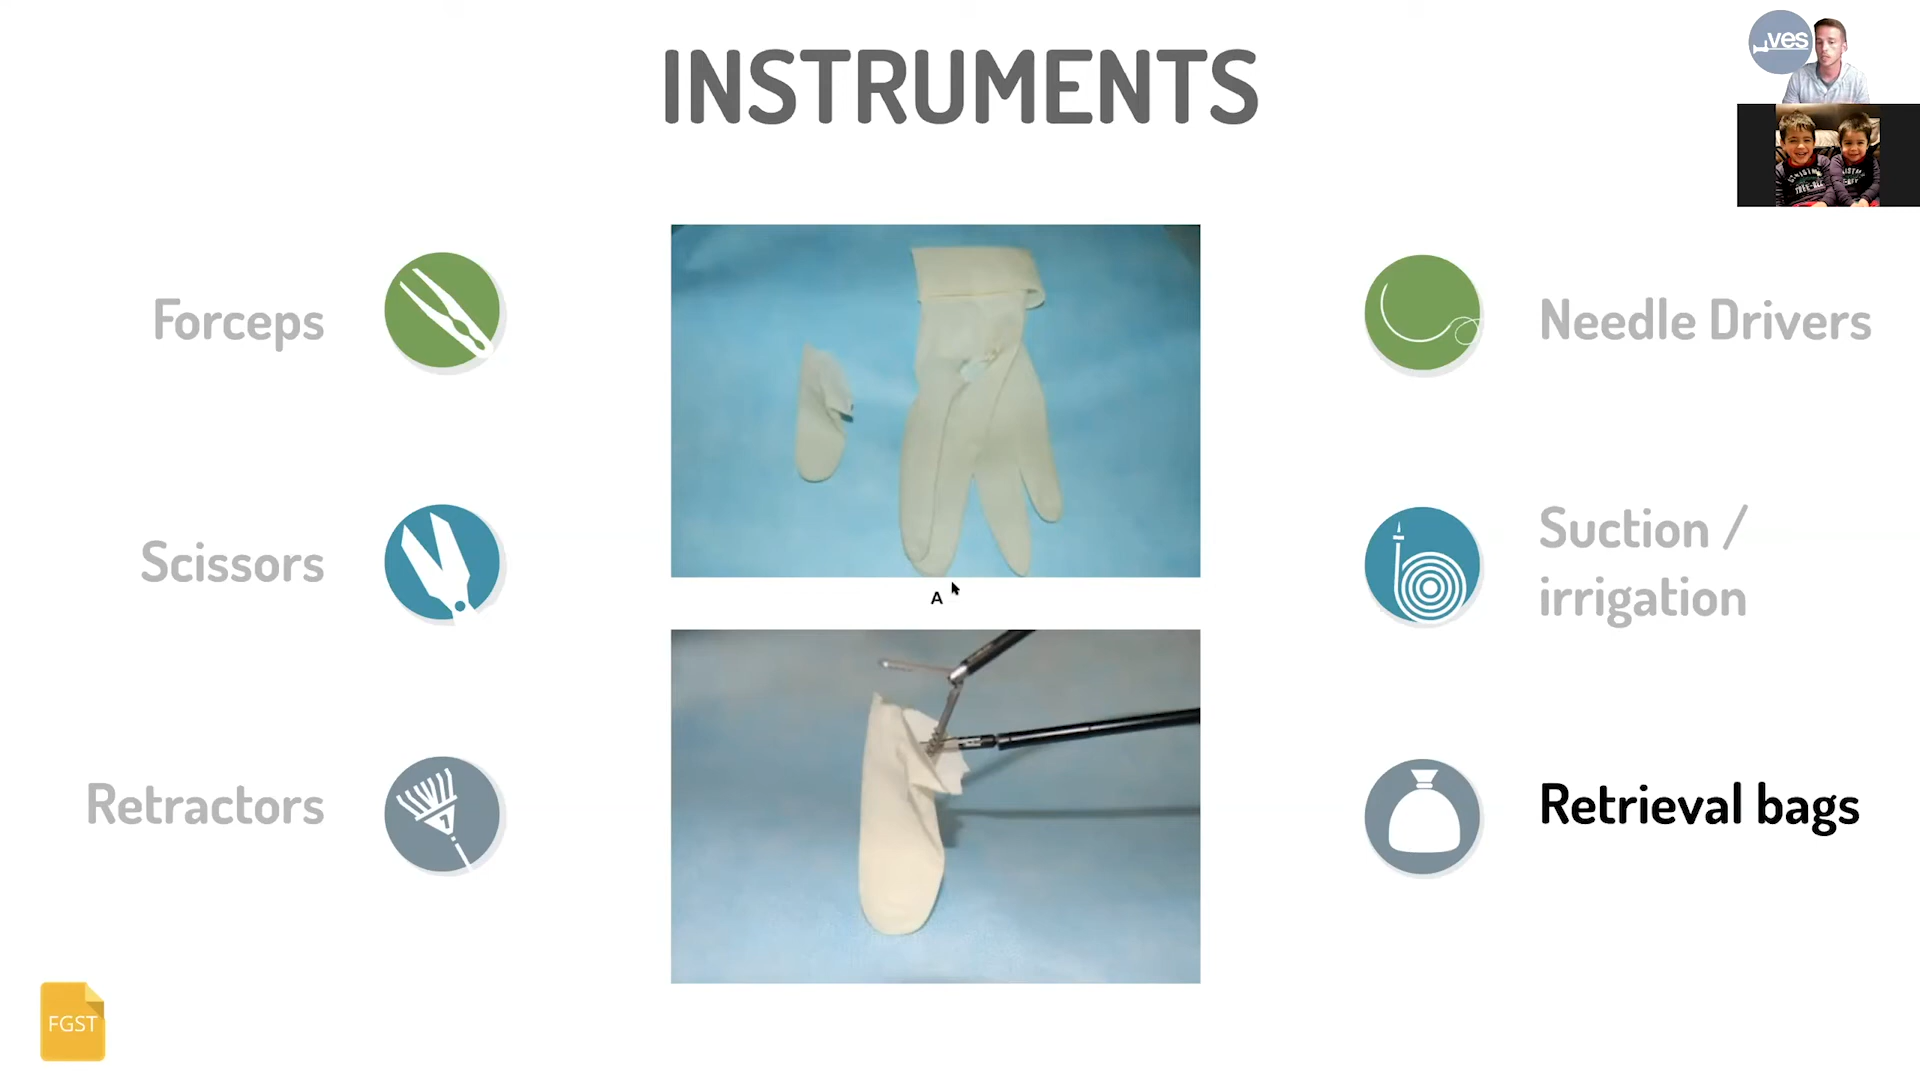 INSTRUMENTS
ves
Forceps
Needle Drivers
Scissors
Suction /
irrigation
A
Retractors
Retrieval bags
FGST